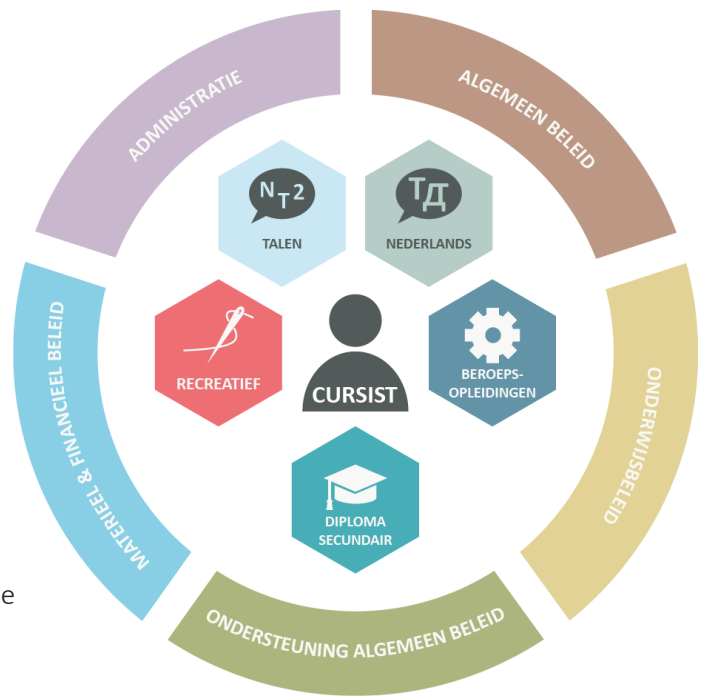 ADMINISTRATIE
ALGEMEEN BELEID
NT2
TALEN
ТД
NEDERLANDS
RECREATIEF
CURSIST
BEROEPS-
OPLEIDINGEN
DIPLOMA
SECUNDAIR
MATERIEEL & FINANCIEEL BELEID
ONDERWIJSBELEID
ONDERSTEUNING ALGEMEEN BELEID
e